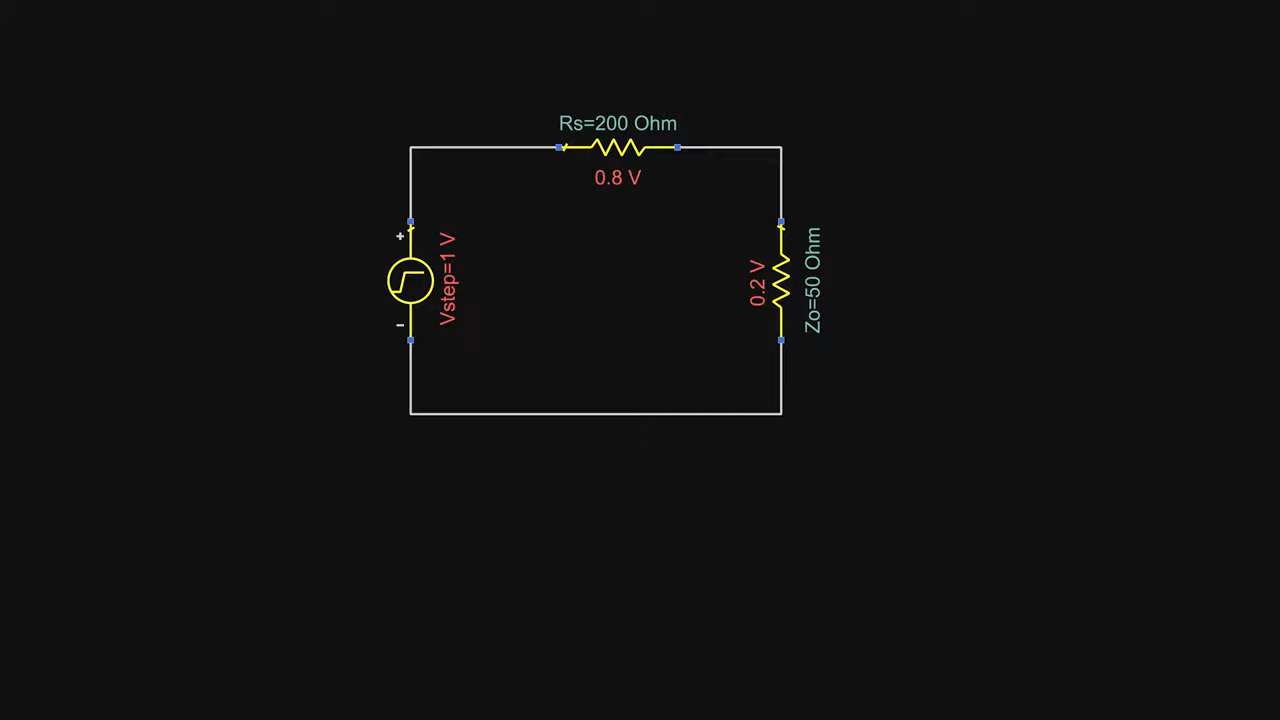 Rs=200 Ohm
0.8 V
+
Vstep=1 V
−
0.2 V
Zo=50 Ohm